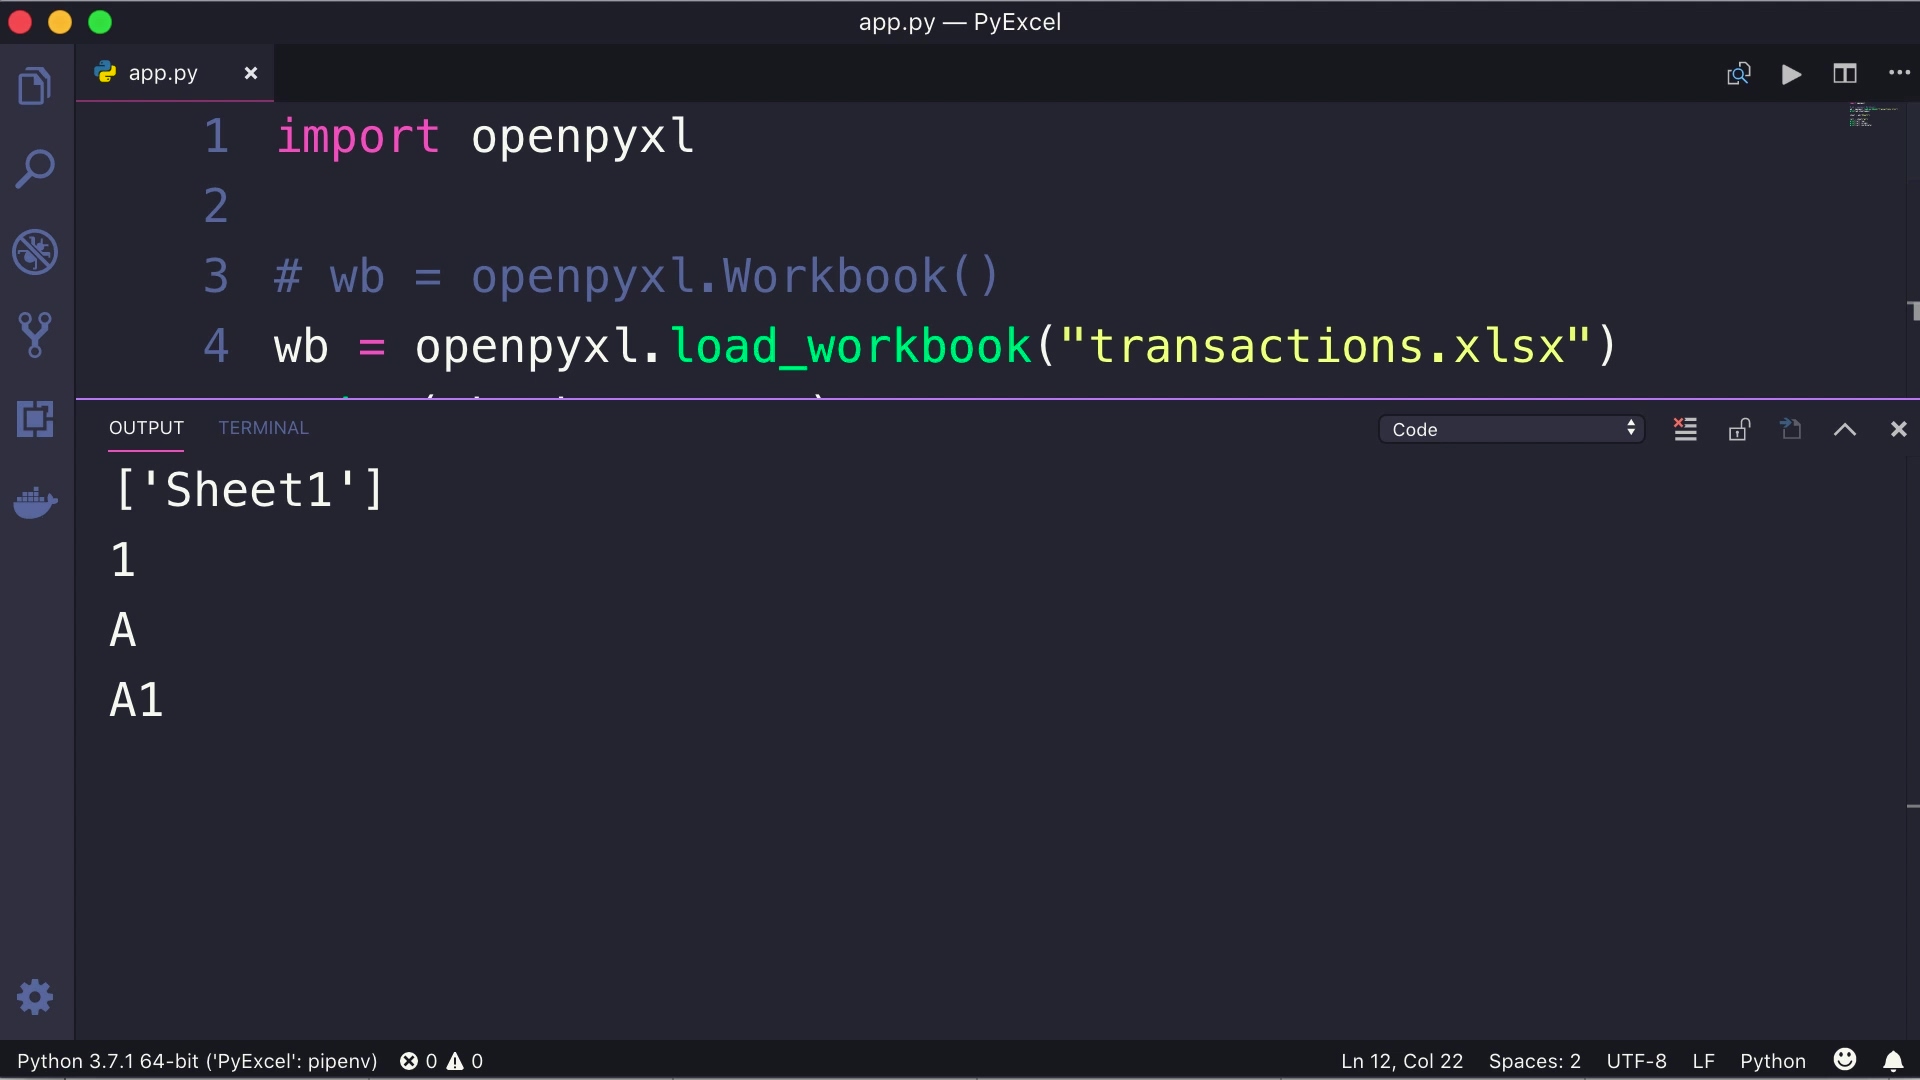 app.py — PyExcel
app.py
1 import openpyxl
2
3 # wb = openpyxl.Workbook()
4 wb = openpyxl.load_workbook("transactions.xlsx")
OUTPUT TERMINAL Code
['Sheet1']
1
A
A1
Python 3.7.1 64-bit ('PyExcel': pipenv) 0 0 Ln 12, Col 22 Spaces: 2 UTF-8 LF Python